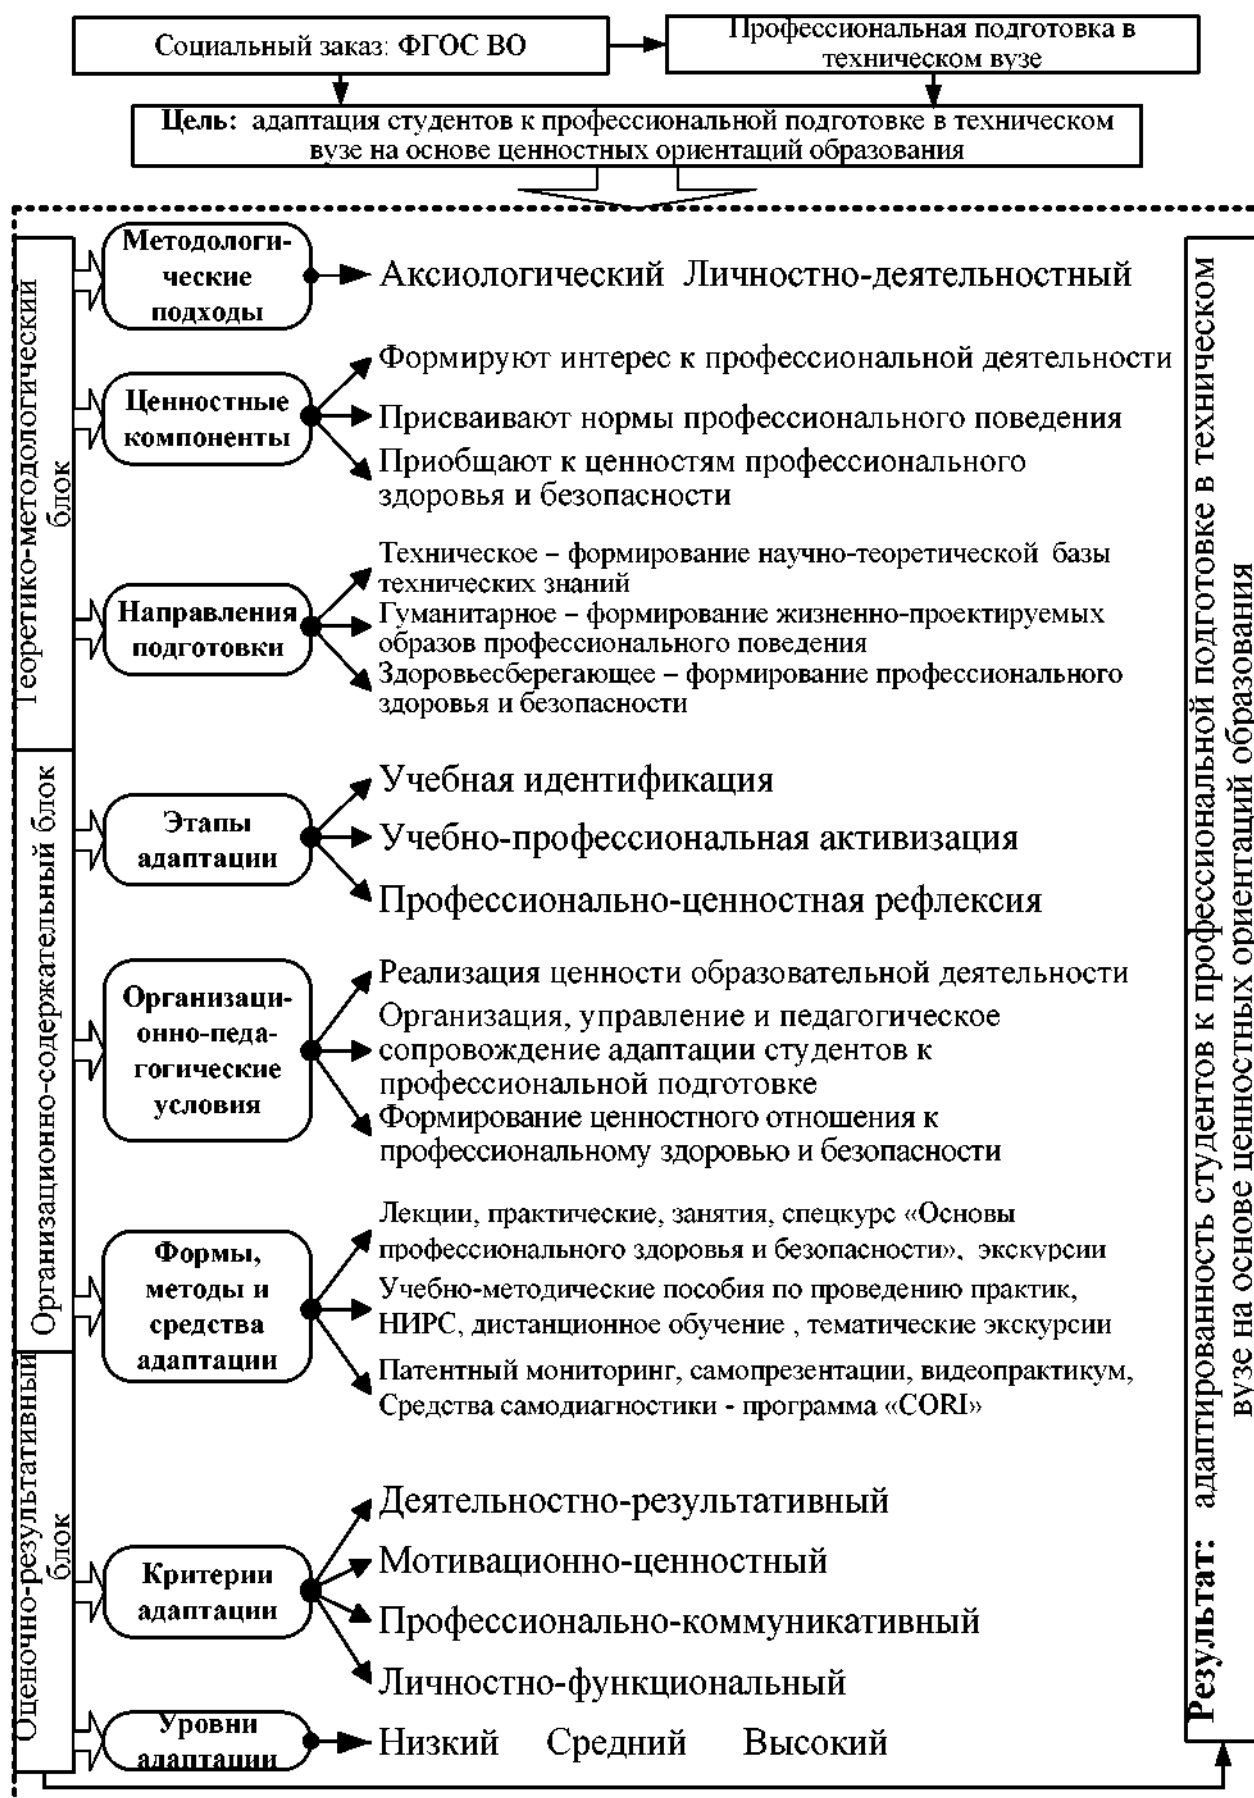 Социальный заказ: ФГОС ВО
Профессиональная подготовка в
техническом вузе
Цель: адаптация студентов к профессиональной подготовке в техническом
вузе на основе ценностных ориентаций образования
Теоретико-методологический
блок
Методологи-
ческие
подходы
Аксиологический Личностно-деятельностный
Ценностные
компоненты
Формируют интерес к профессиональной деятельности
Присваивают нормы профессионального поведения
Приобщают к ценностям профессионального
здоровья и безопасности
Направления
подготовки
Техническое – формирование научно-теоретической базы
технических знаний
Гуманитарное – формирование жизненно-проектируемых
образов профессионального поведения
Здоровьесберегающее – формирование профессионального
здоровья и безопасности
Организационно-содержательный блок
Этапы
адаптации
Учебная идентификация
Учебно-профессиональная активизация
Профессионально-ценностная рефлексия
Организаци-
онно-педа-
гогические
условия
Реализация ценности образовательной деятельности
Организация, управление и педагогическое
сопровождение адаптации студентов к
профессиональной подготовке
Формирование ценностного отношения к
профессиональному здоровью и безопасности
Формы,
методы и
средства
адаптации
Лекции, практические, занятия, спецкурс «Основы
профессионального здоровья и безопасности», экскурсии
Учебно-методические пособия по проведению практик,
НИРС, дистанционное обучение , тематические экскурсии
Патентный мониторинг, самопрезентации, видеопрактикум,
Средства самодиагностики - программа «CORI»
Оценочно-результативный
блок
Критерии
адаптации
Деятельностно-результативный
Мотивационно-ценностный
Профессионально-коммуникативный
Личностно-функциональный
Уровни
адаптации
Низкий Средний Высокий
Результат: адаптированность студентов к профессиональной подготовке в техническом
вузе на основе ценностных ориентаций образования